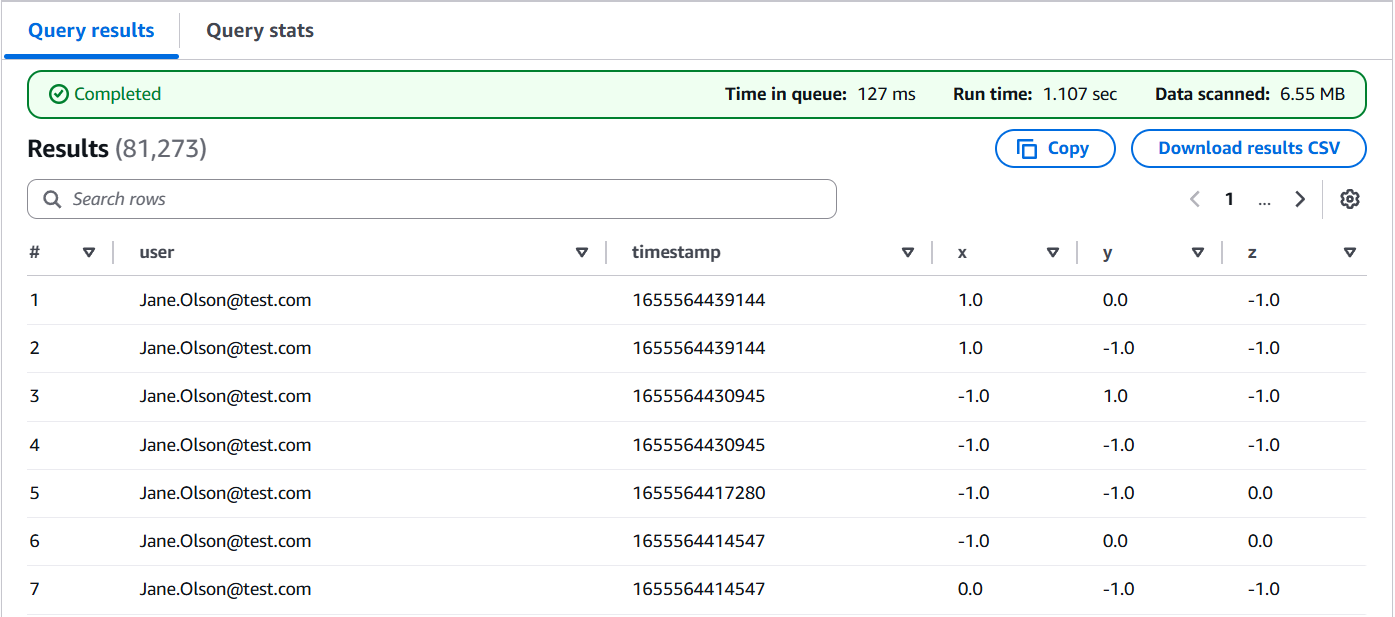 Query results Query stats
Completed Time in queue: 127 ms Run time: 1.107 sec Data scanned: 6.55 MB
Results (81,273) Copy Download results CSV
Search rows 1 ...
# user timestamp x y z
1 Jane.Olson@test.com 1655564439144 1.0 0.0 -1.0
2 Jane.Olson@test.com 1655564439144 1.0 -1.0 -1.0
3 Jane.Olson@test.com 1655564430945 -1.0 1.0 -1.0
4 Jane.Olson@test.com 1655564430945 -1.0 -1.0 -1.0
5 Jane.Olson@test.com 1655564417280 -1.0 -1.0 0.0
6 Jane.Olson@test.com 1655564414547 -1.0 0.0 0.0
7 Jane.Olson@test.com 1655564414547 0.0 -1.0 -1.0